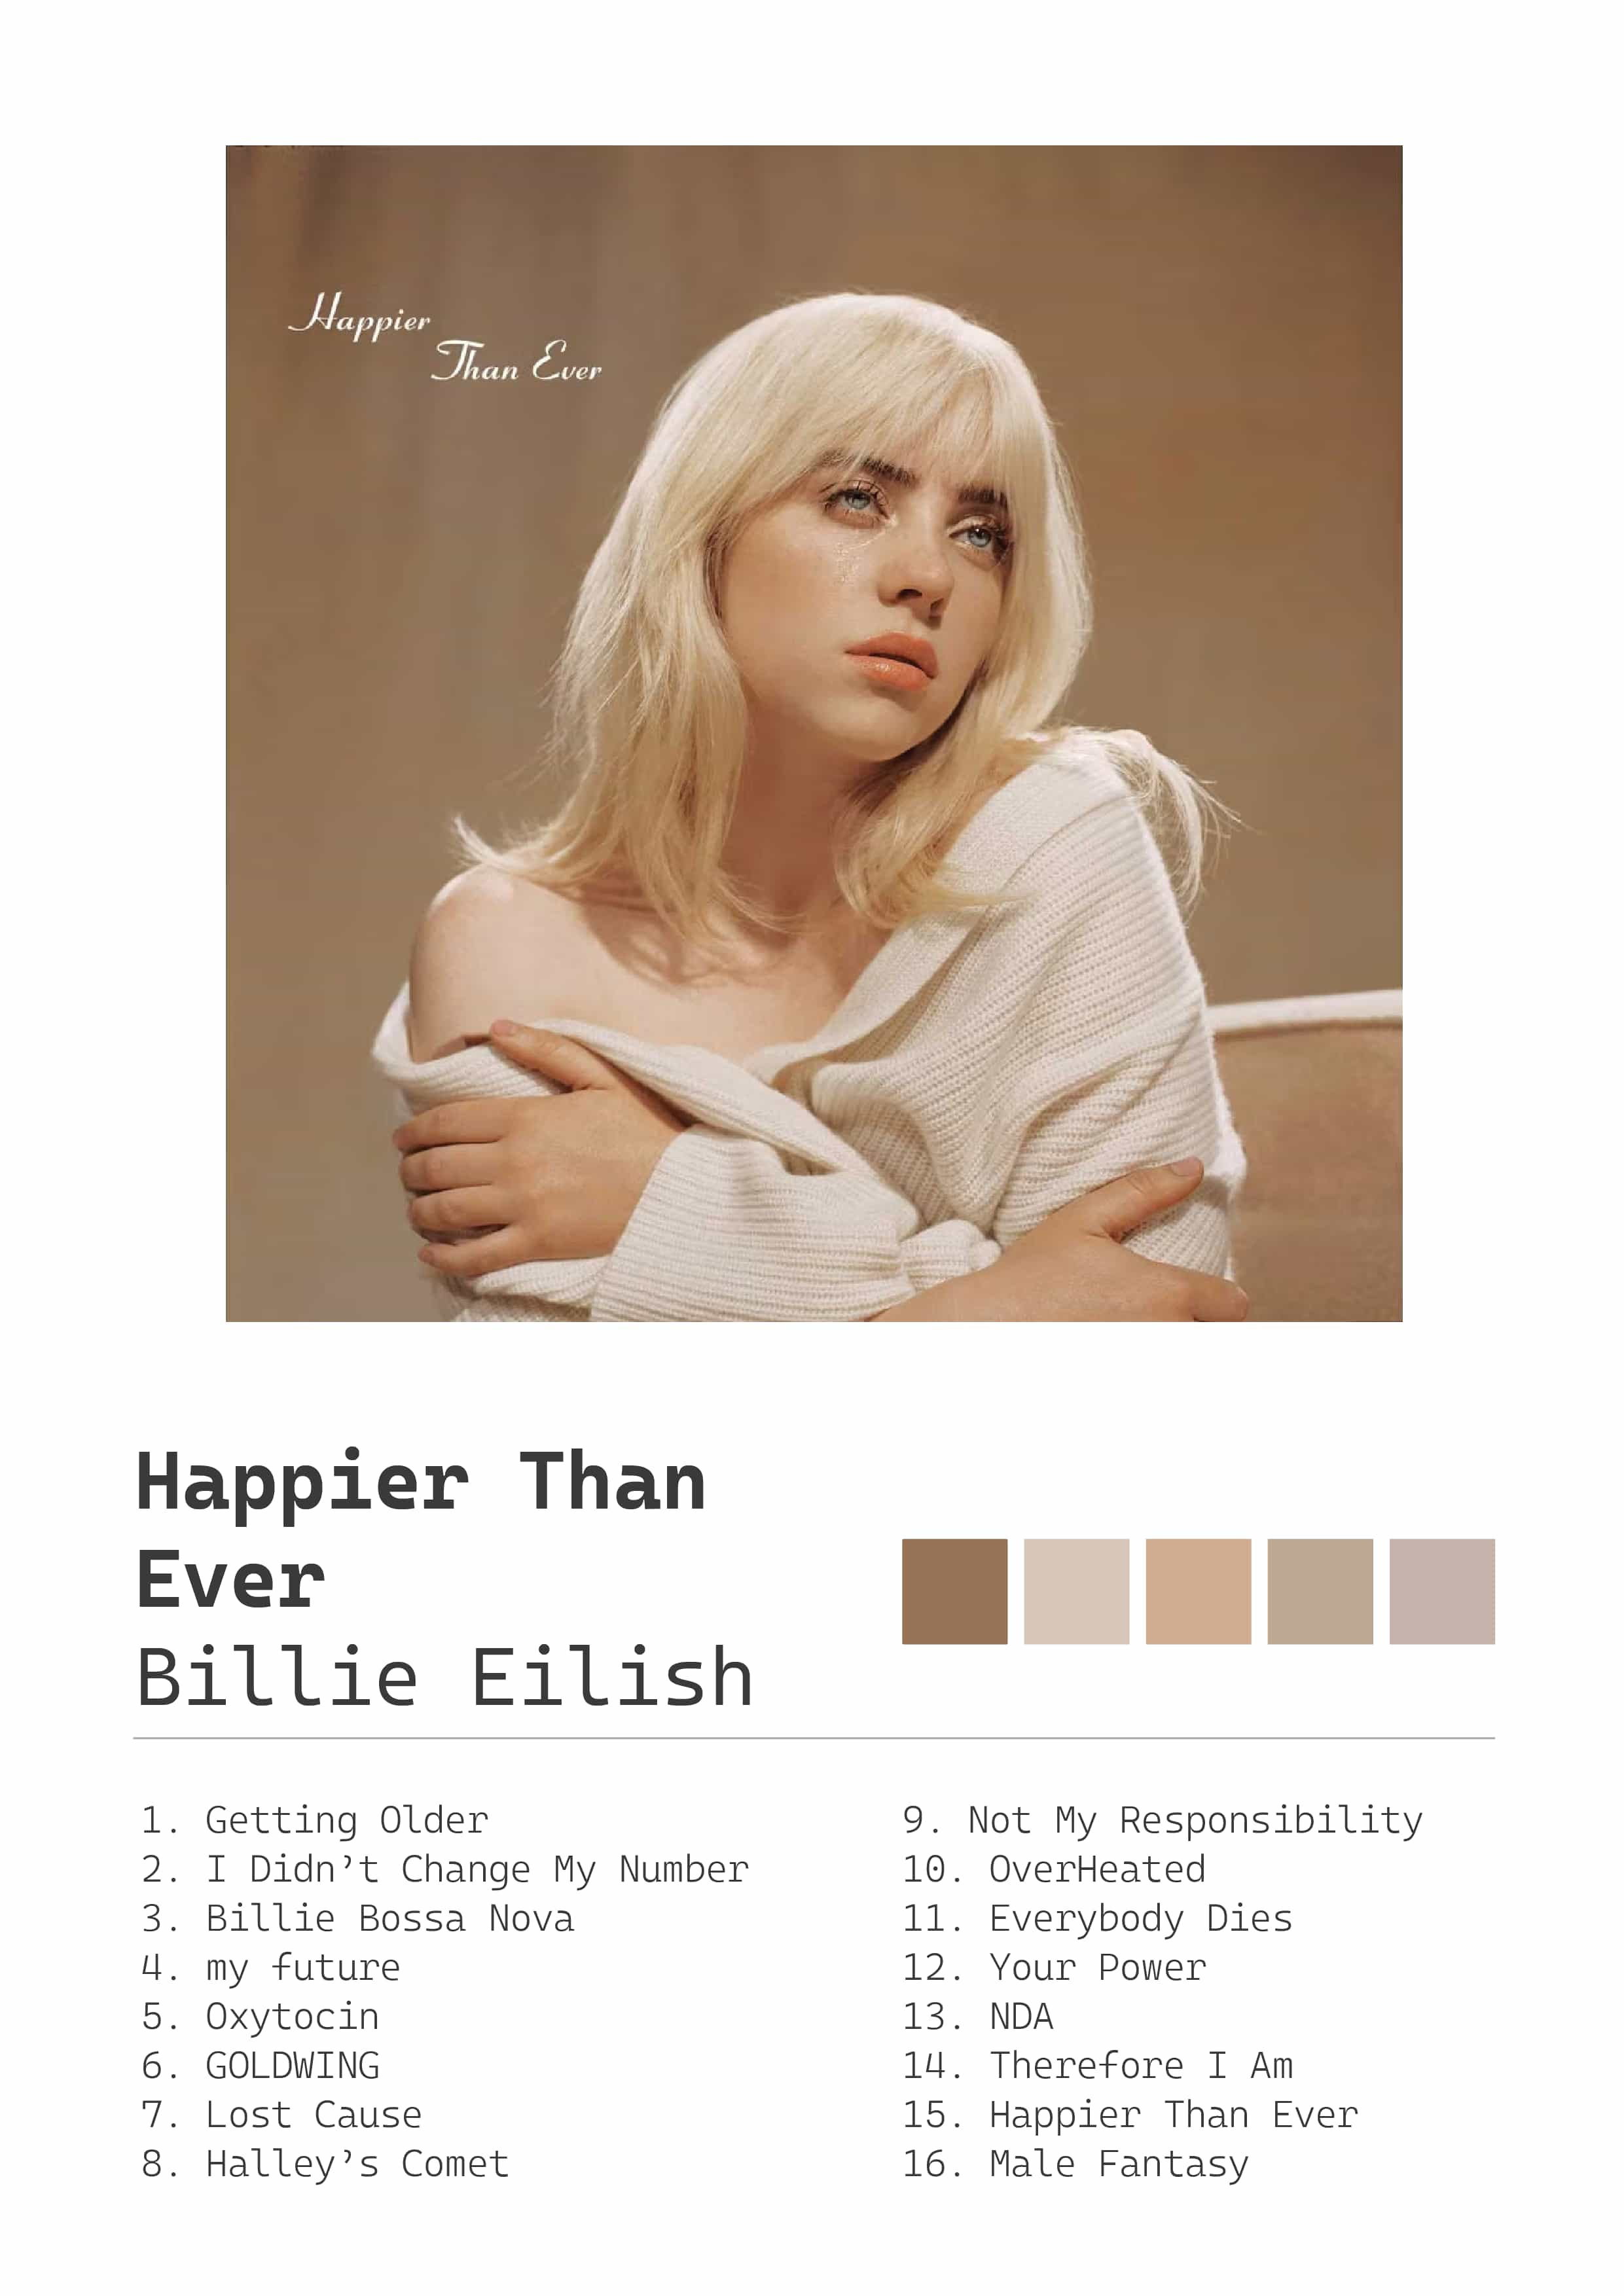 Happier
Than Ever
Happier Than
Ever
Billie Eilish
1. Getting Older
2. I Didn’t Change My Number
3. Billie Bossa Nova
4. my future
5. Oxytocin
6. GOLDWING
7. Lost Cause
8. Halley’s Comet
9. Not My Responsibility
10. OverHeated
11. Everybody Dies
12. Your Power
13. NDA
14. Therefore I Am
15. Happier Than Ever
16. Male Fantasy